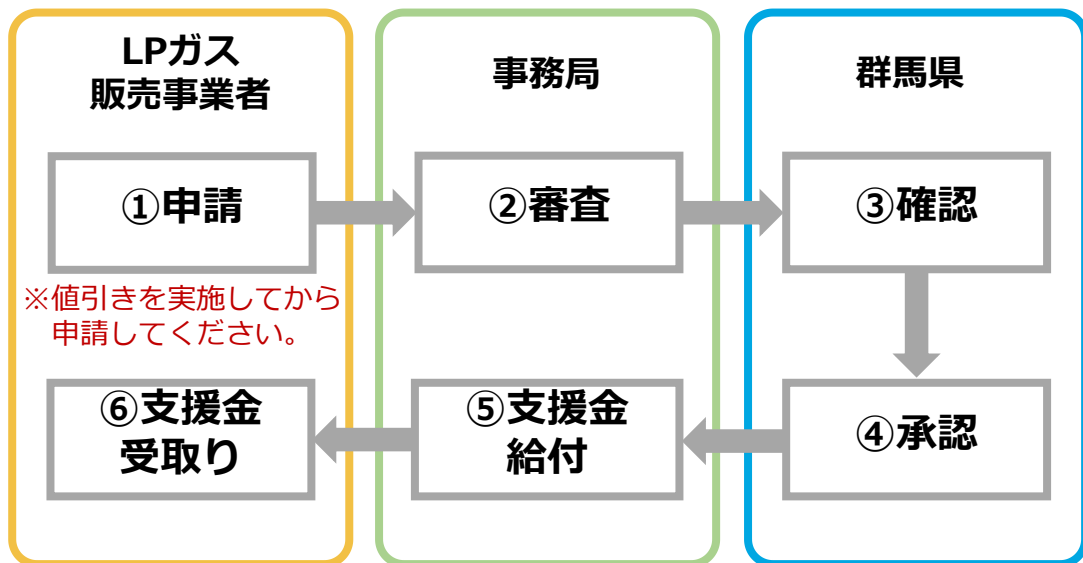 LPガス
販売事業者
事務局
群馬県
①申請
②審査
③確認
※値引きを実施してから
申請してください。
⑥支援金
受取り
⑤支援金
給付
④承認